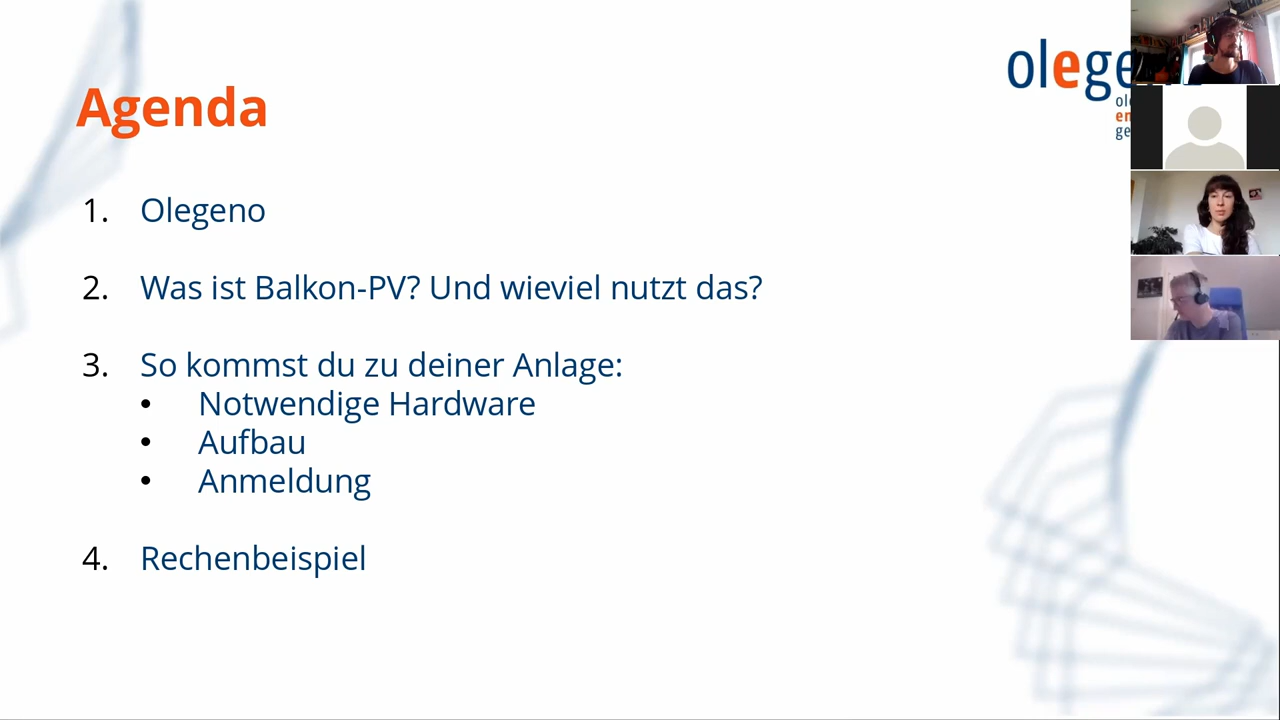 Agenda
1. Olegeno
2. Was ist Balkon-PV? Und wieviel nutzt das?
3. So kommst du zu deiner Anlage:
• Notwendige Hardware
• Aufbau
• Anmeldung
4. Rechenbeispiel